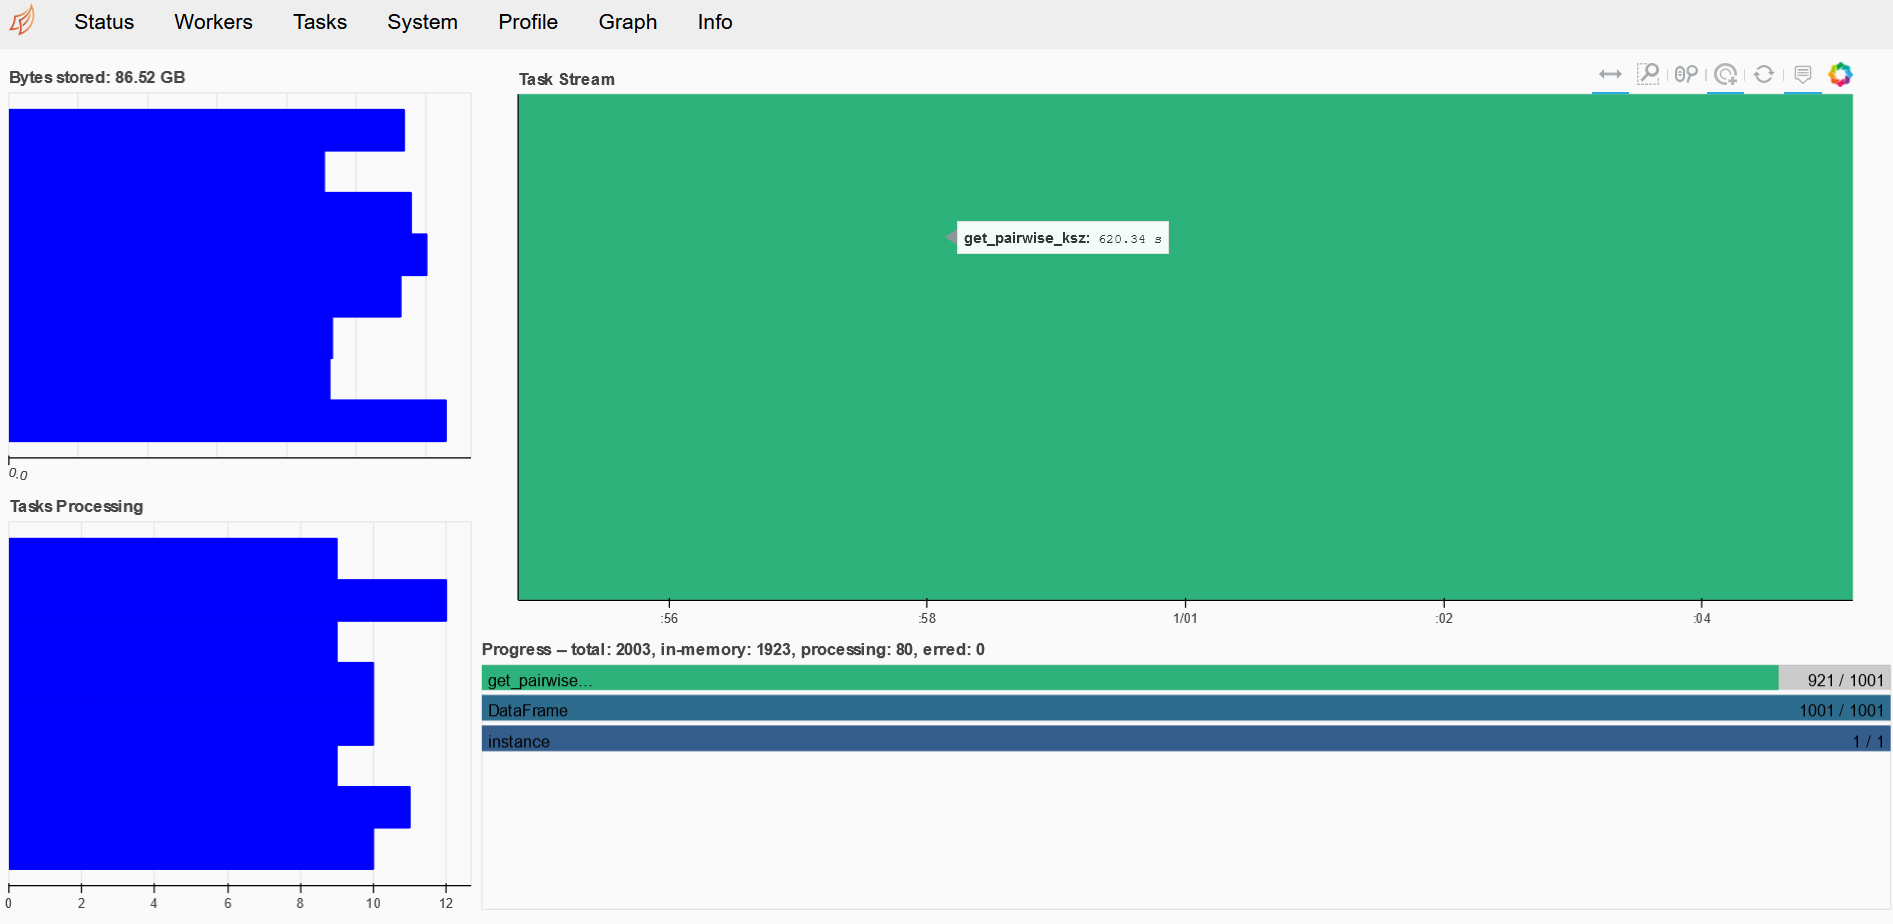 Status Workers Tasks System Profile Graph Info
Bytes stored: 86.52 GB
0.0
Tasks Processing
0 2 4 6 8 10 12
Task Stream
get_pairwise_ksz: 620.34 s
:56 :58 1/01 :02 :04
Progress -- total: 2003, in-memory: 1923, processing: 80, erred: 0
get_pairwise... 921 / 1001
DataFrame 1001 / 1001
instance 1 / 1